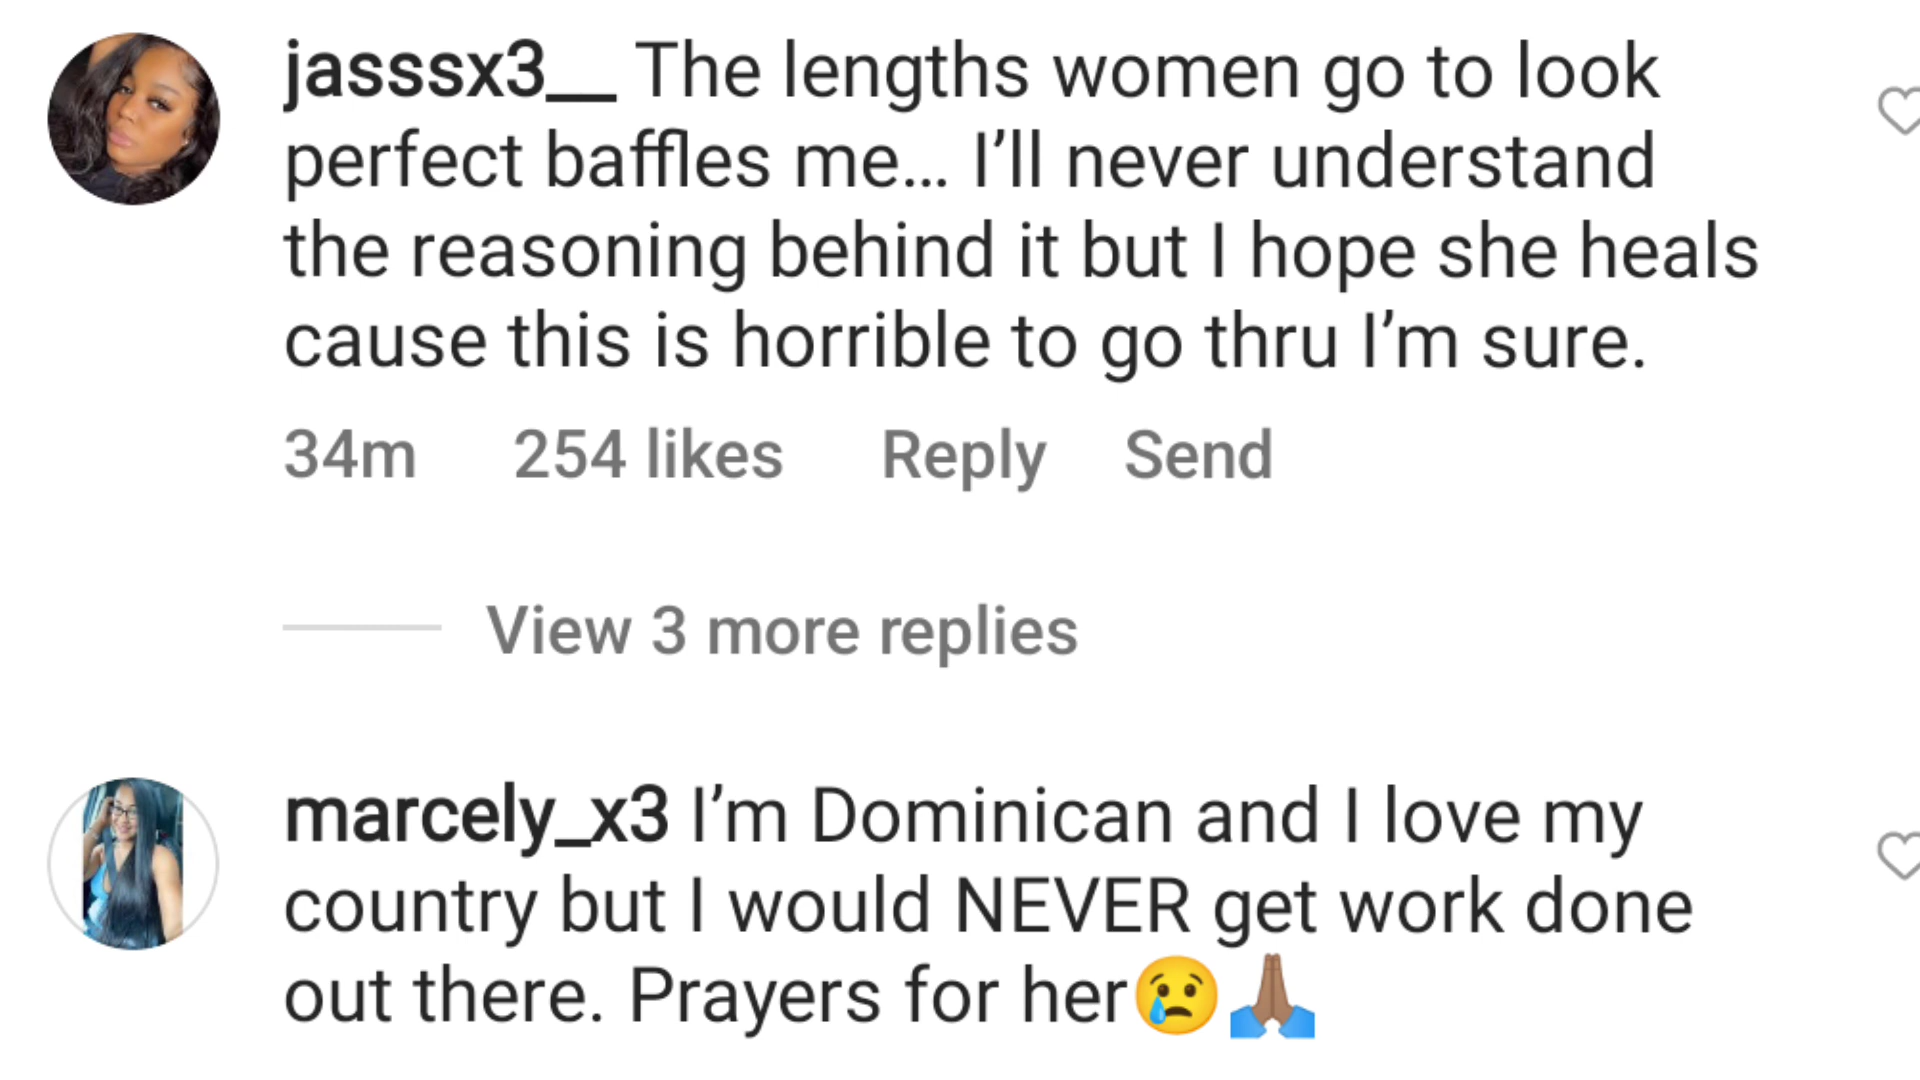 jasssx3__ The lengths women go to look
perfect baffles me... I’ll never understand
the reasoning behind it but I hope she heals
cause this is horrible to go thru I’m sure.
34m 254 likes Reply Send
View 3 more replies
marcely_x3 I’m Dominican and I love my
country but I would NEVER get work done
out there. Prayers for her😢🙏🏾